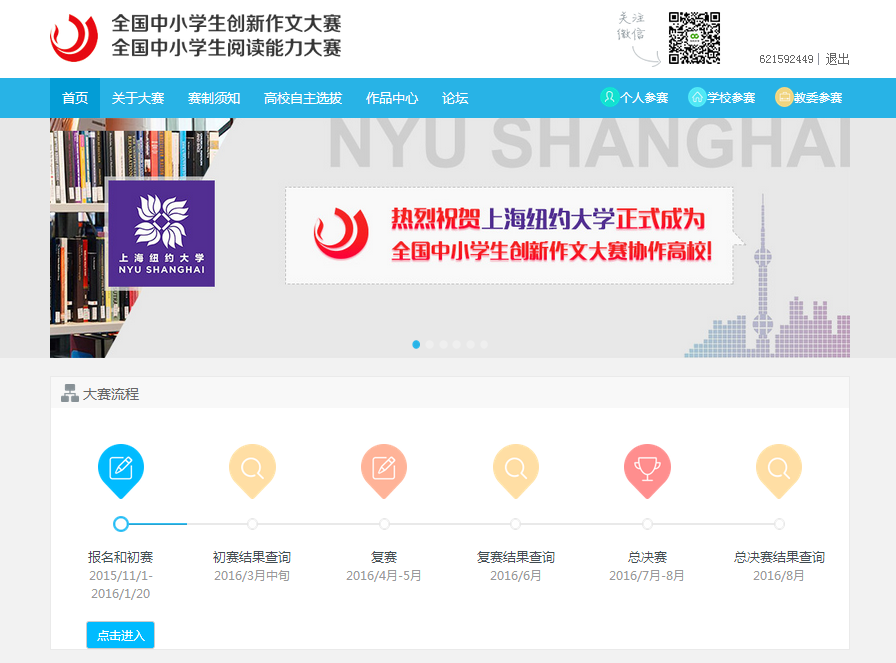 全国中小学生创新作文大赛
全国中小学生阅读能力大赛
关注
微信
621592449 | 退出
首页 关于大赛 赛制须知 高校自主选拔 作品中心 论坛 个人参赛 学校参赛 教委参赛
NYU SHANGHAI
上海纽约大学
NYU SHANGHAI
热烈祝贺上海纽约大学正式成为
全国中小学生创新作文大赛协作高校!
大赛流程
报名和初赛 初赛结果查询 复赛 复赛结果查询 总决赛 总决赛结果查询
2015/11/1- 2016/3月中旬 2016/4月-5月 2016/6月 2016/7月-8月 2016/8月
2016/1/20
点击进入